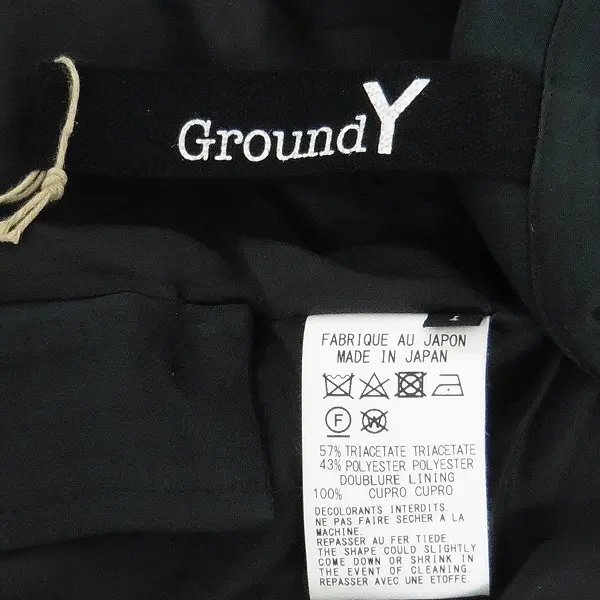 GroundY
FABRIQUE AU JAPON
MADE IN JAPAN
F
W
57% TRIACETATE TRIACETATE
43% POLYESTER POLYESTER
DOUBLURE LINING
100% CUPRO CUPRO
DECOLORANTS INTERDITS.
NE PAS FAIRE SECHER A LA
MACHINE.
REPASSER AU FER TIEDE.
THE SHAPE COULD SLIGHTLY
COME DOWN OR SHRINK IN
THE EVENT OF CLEANING.
REPASSER AVEC UNE ETOFFE.